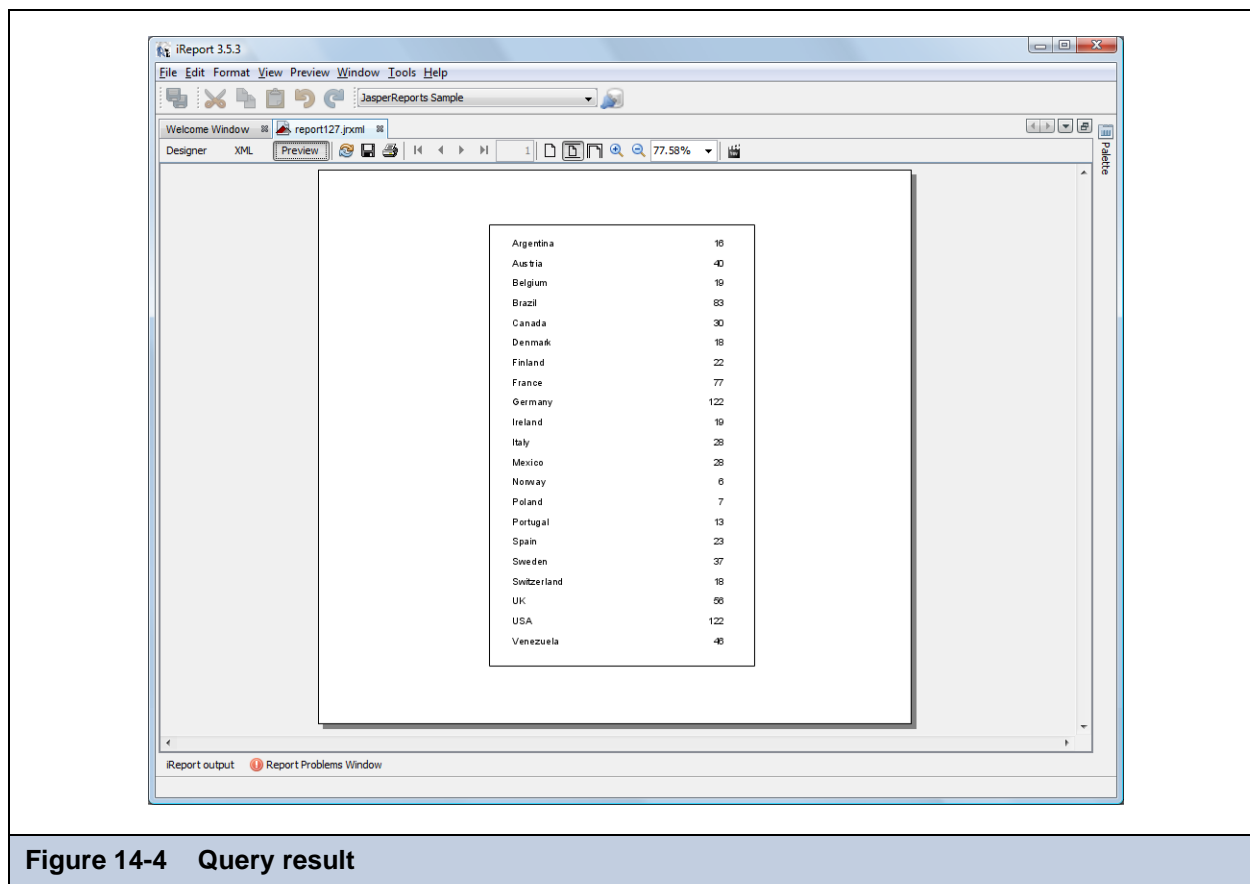 iReport 3.5.3
File Edit Format View Preview Window Tools Help
JasperReports Sample
Welcome Window report127.jrxml
Designer XML Preview 1 77.58%
Palette
Argentina 16
Austria 40
Belgium 19
Brazil 83
Canada 30
Denmark 18
Finland 22
France 77
Germany 122
Ireland 19
Italy 28
Mexico 28
Norway 6
Poland 7
Portugal 13
Spain 23
Sweden 37
Switzerland 18
UK 56
USA 122
Venezuela 46
iReport output Report Problems Window
Figure 14-4 Query result